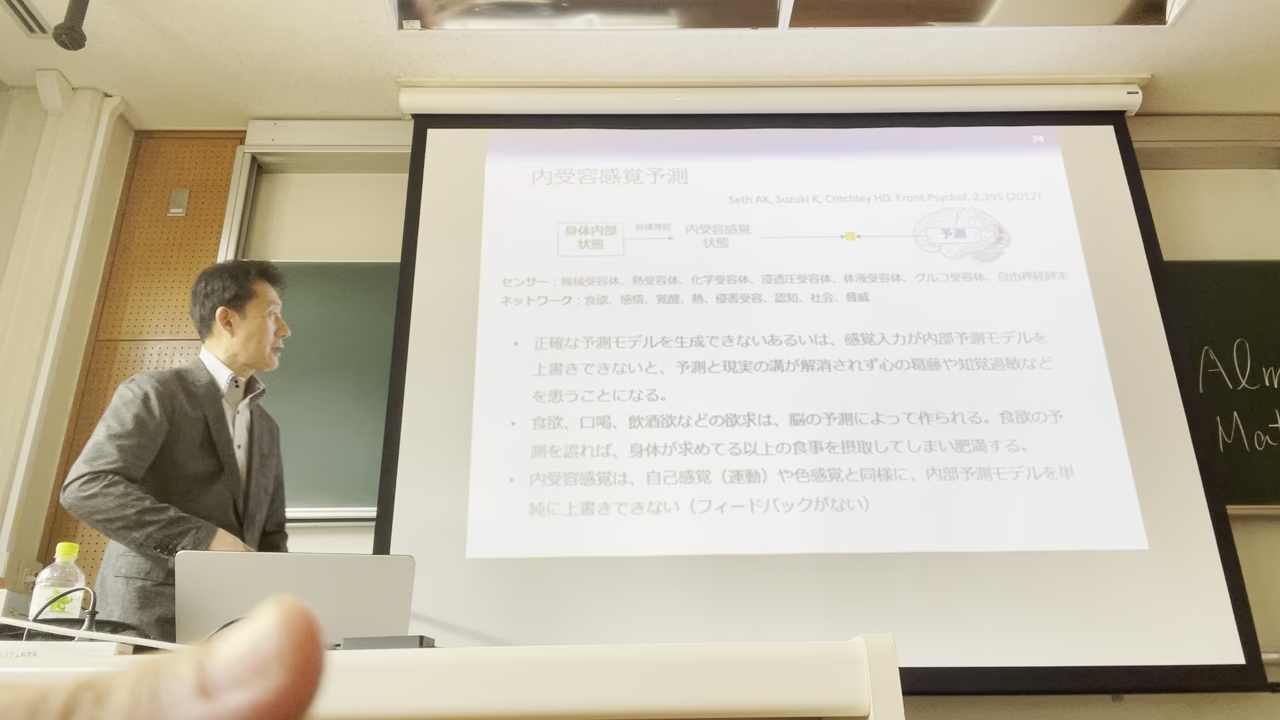 74
内受容感覚予測
Seth AK, Suzuki K, Critchley HD. Front Psychol. 2:395 (2012)
身体内部
状態
自律神経
内受容感覚
状態
予測
センサー：機械受容体、熱受容体、化学受容体、浸透圧受容体、体液受容体、グルコ受容体、自由神経終末
ネットワーク：食欲、感情、覚醒、熱、侵害受容、認知、社会、脅威
• 正確な予測モデルを生成できないあるいは、感覚入力が内部予測モデルを
上書きできないと、予測と現実の溝が解消されず心の葛藤や知覚過敏など
を患うことになる。
• 食欲、口喝、飲酒欲などの欲求は、脳の予測によって作られる。食欲の予
測を誤れば、身体が求めてる以上の食事を摂取してしまい肥満する。
• 内受容感覚は、自己感覚（運動）や色感覚と同様に、内部予測モデルを単
純に上書きできない（フィードバックがない）
Alm
Mat